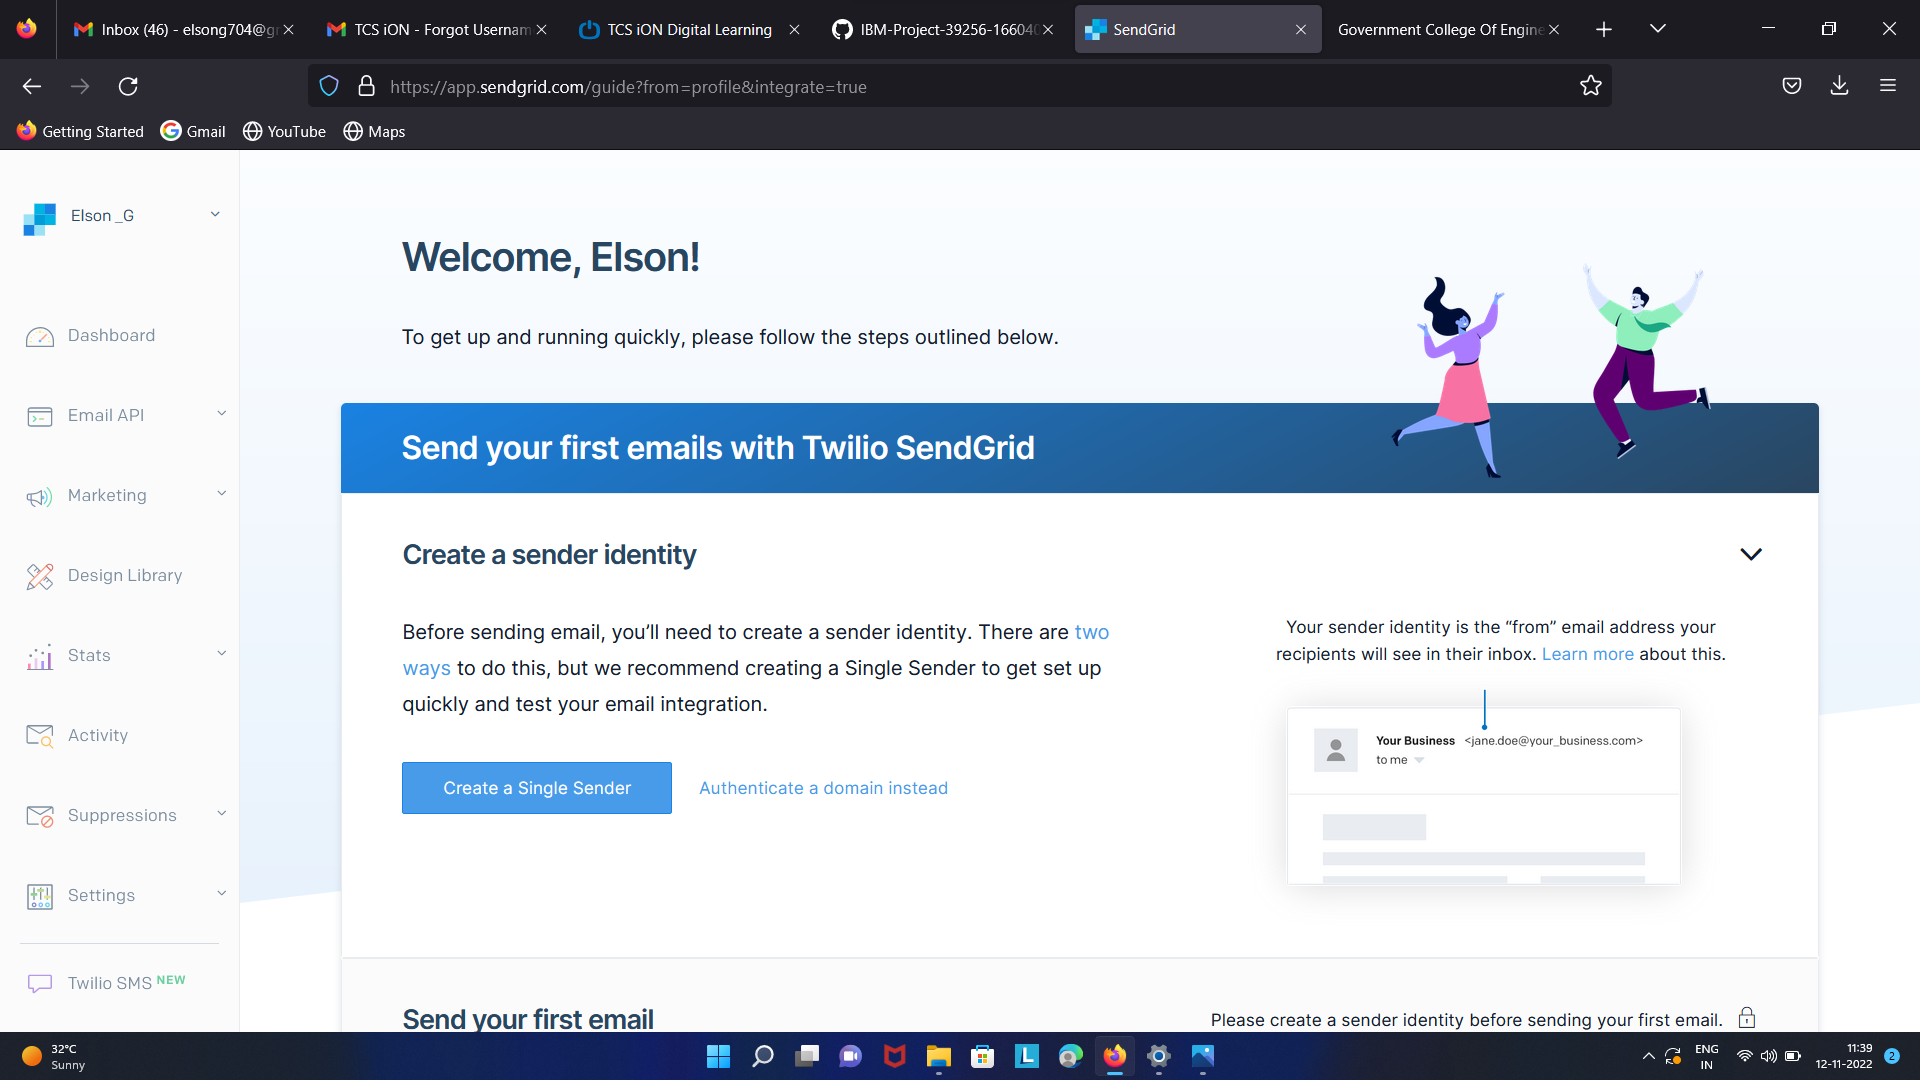 Inbox (46) - elsong704@g
TCS iON - Forgot Usernam
TCS iON Digital Learning
IBM-Project-39256-16604
SendGrid
Government College Of Engine
https://app.sendgrid.com/guide?from=profile&integrate=true
Getting Started
Gmail
YouTube
Maps
Elson _G
Dashboard
Email API
Marketing
Design Library
Stats
Activity
Suppressions
Settings
Twilio SMS NEW
Welcome, Elson!
To get up and running quickly, please follow the steps outlined below.
Send your first emails with Twilio SendGrid
Create a sender identity
Before sending email, you’ll need to create a sender identity. There are two
ways to do this, but we recommend creating a Single Sender to get set up
quickly and test your email integration.
Create a Single Sender
Authenticate a domain instead
Your sender identity is the “from” email address your
recipients will see in their inbox. Learn more about this.
Your Business <jane.doe@your_business.com>
to me
Send your first email
Please create a sender identity before sending your first email.
32°C
Sunny
L
ENG
IN
11:39
12-11-2022
2